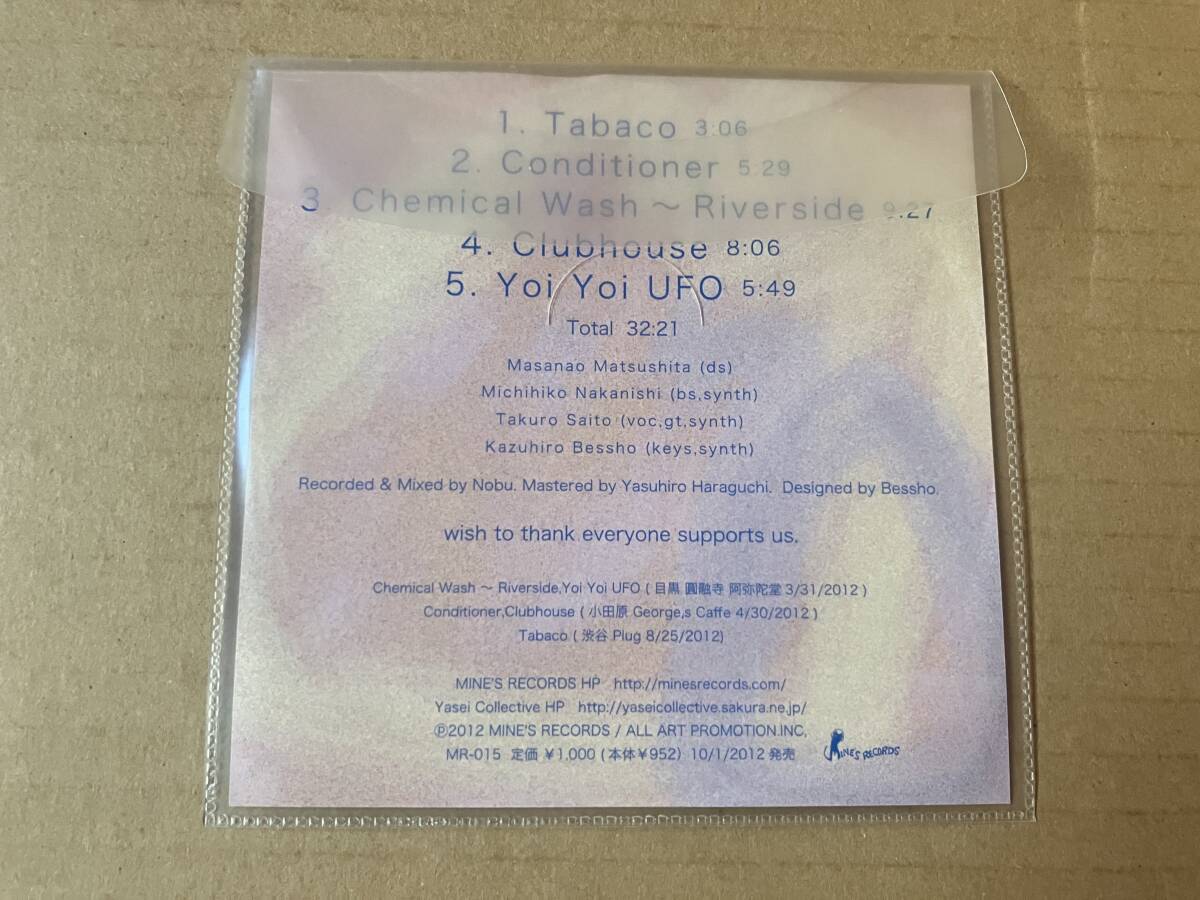 1. Tabaco 3:06
2. Conditioner 5:29
3. Chemical Wash ～ Riverside 9:27
4. Clubhouse 8:06
5. Yoi Yoi UFO 5:49
Total 32:21
Masanao Matsushita (ds)
Michihiko Nakanishi (bs,synth)
Takuro Saito (voc,gt,synth)
Kazuhiro Bessho (keys,synth)
Recorded & Mixed by Nobu. Mastered by Yasuhiro Haraguchi. Designed by Bessho.
wish to thank everyone supports us.
Chemical Wash ～ Riverside,Yoi Yoi UFO ( 目黒 圓融寺 阿弥陀堂 3/31/2012 )
Conditioner,Clubhouse ( 小田原 George,s Caffe 4/30/2012 )
Tabaco ( 渋谷 Plug 8/25/2012)
MINE'S RECORDS HP http://minesrecords.com/
Yasei Collective HP http://yaseicollective.sakura.ne.jp/
℗2012 MINE'S RECORDS / ALL ART PROMOTION.INC,
MR-015 定価 ¥1,000 ( 本体¥952) 10/1/2012 発売
MINE'S RECORDS